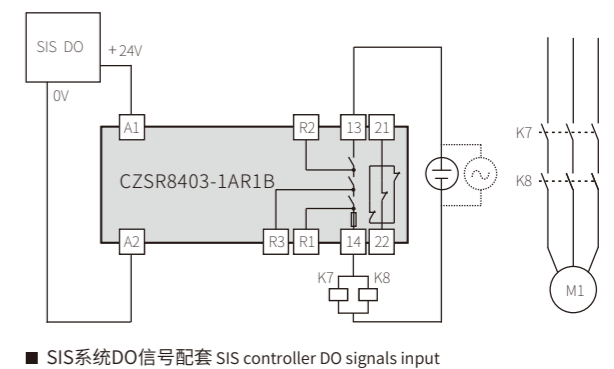 SIS DO
+24V
0V
A1
R2
13
21
CZSR8403-1AR1B
A2
R3
R1
14
22
K7
K8
K7
K8
M1
■ SIS系统DO信号配套 SIS controller DO signals input